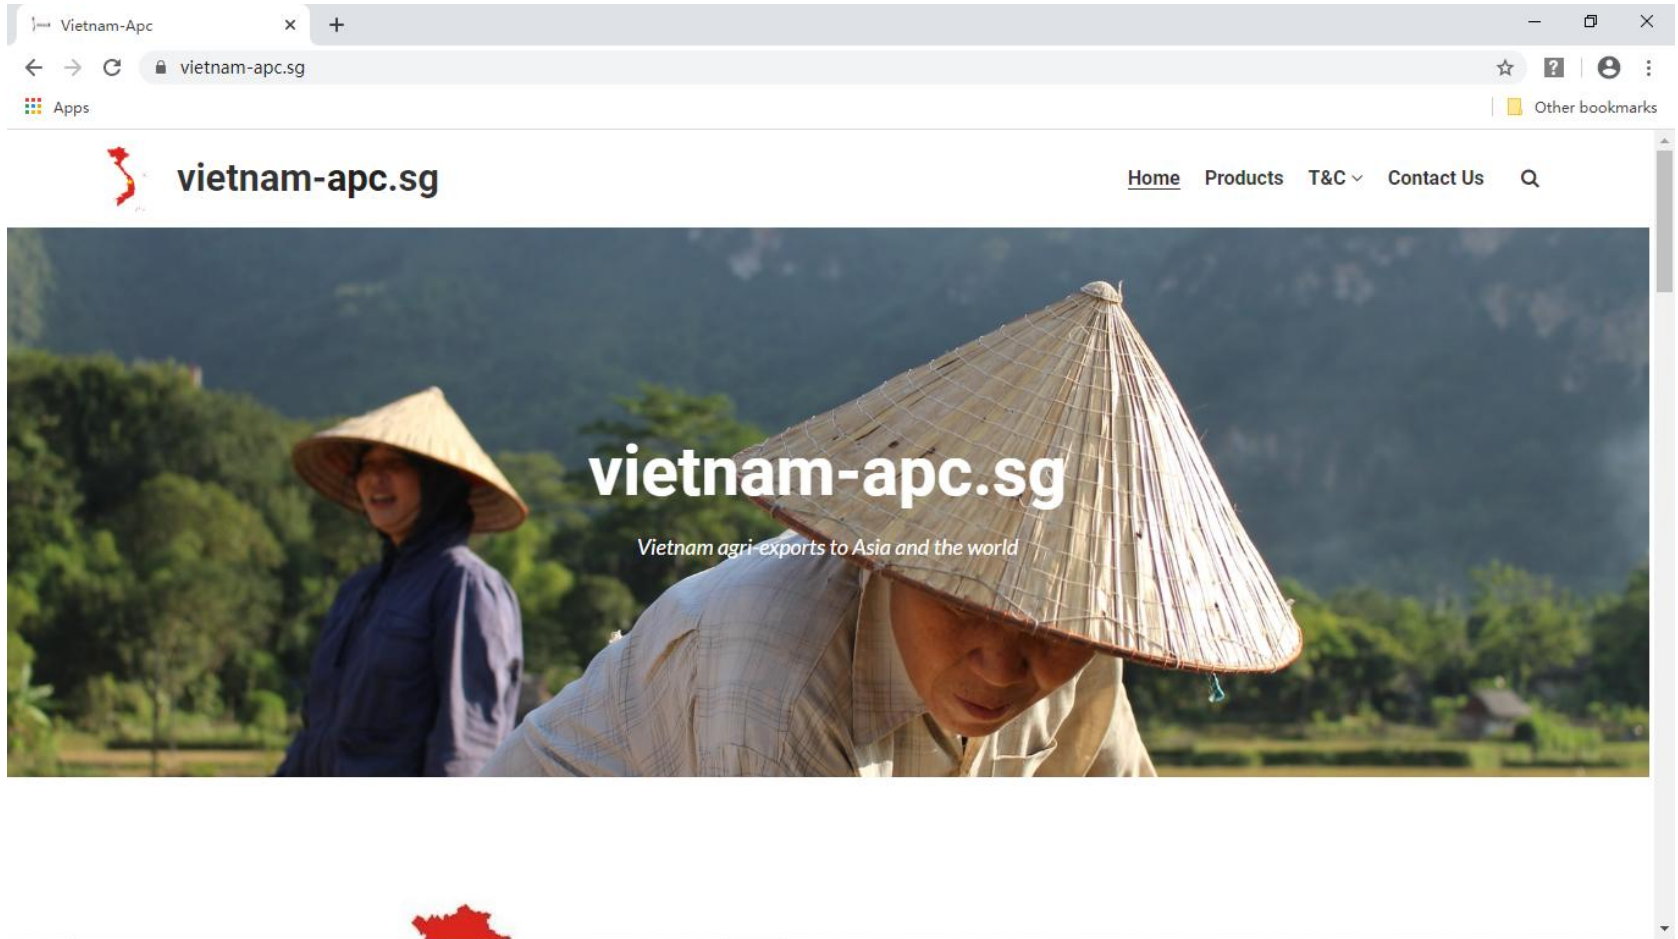 Vietnam-Apc
vietnam-apc.sg
Apps
Other bookmarks
vietnam-apc.sg
Home Products T&C Contact Us
vietnam-apc.sg
Vietnam agri-exports to Asia and the world